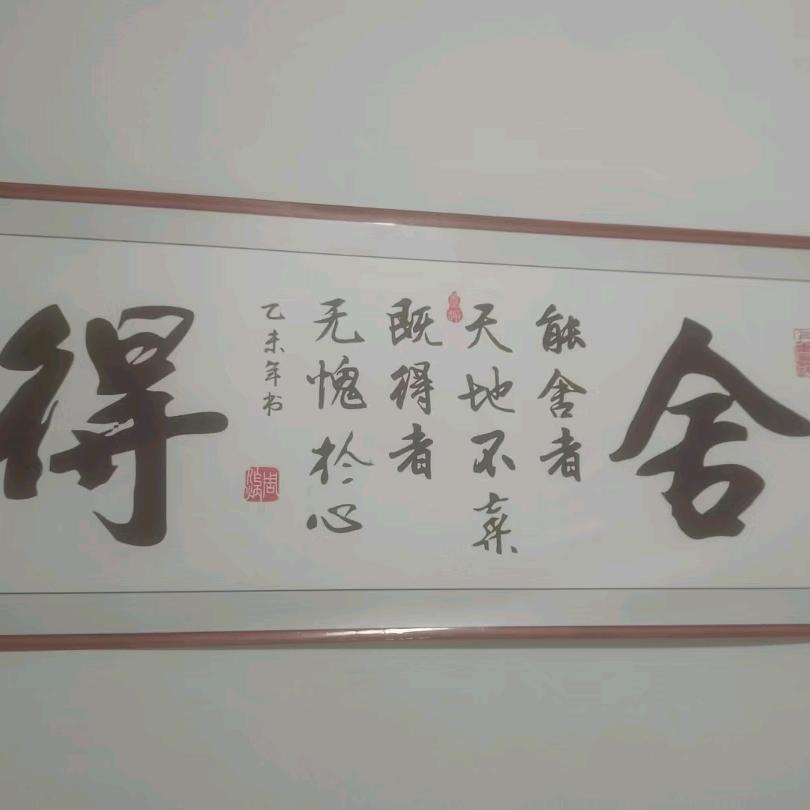 舍
能舍者
天地不弃
既得者
无愧於心
乙未年书
得